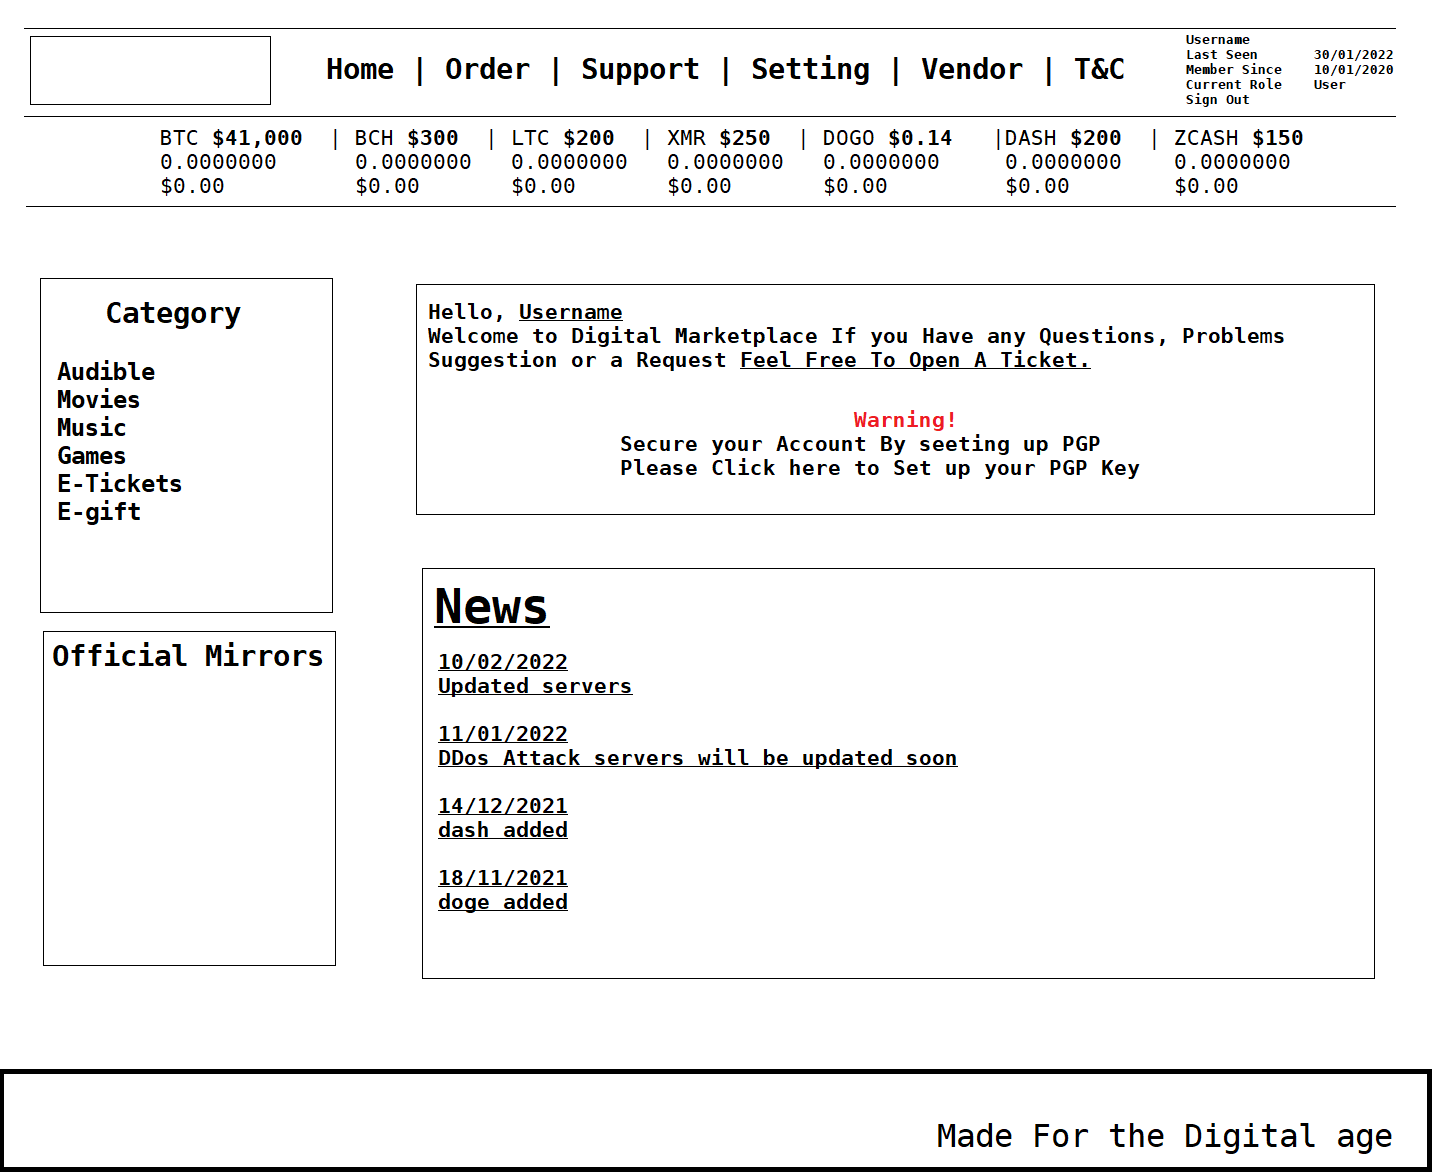 Home | Order | Support | Setting | Vendor | T&C
Username
Last Seen 30/01/2022
Member Since 10/01/2020
Current Role User
Sign Out
BTC $41,000 | BCH $300 | LTC $200 | XMR $250 | DOGO $0.14 |DASH $200 | ZCASH $150
0.0000000 0.0000000 0.0000000 0.0000000 0.0000000 0.0000000 0.0000000
$0.00 $0.00 $0.00 $0.00 $0.00 $0.00 $0.00
Category
Audible
Movies
Music
Games
E-Tickets
E-gift
Official Mirrors
Hello, Username
Welcome to Digital Marketplace If you Have any Questions, Problems
Suggestion or a Request Feel Free To Open A Ticket.
Warning!
Secure your Account By seeting up PGP
Please Click here to Set up your PGP Key
News
10/02/2022
Updated servers
11/01/2022
DDos Attack servers will be updated soon
14/12/2021
dash added
18/11/2021
doge added
Made For the Digital age